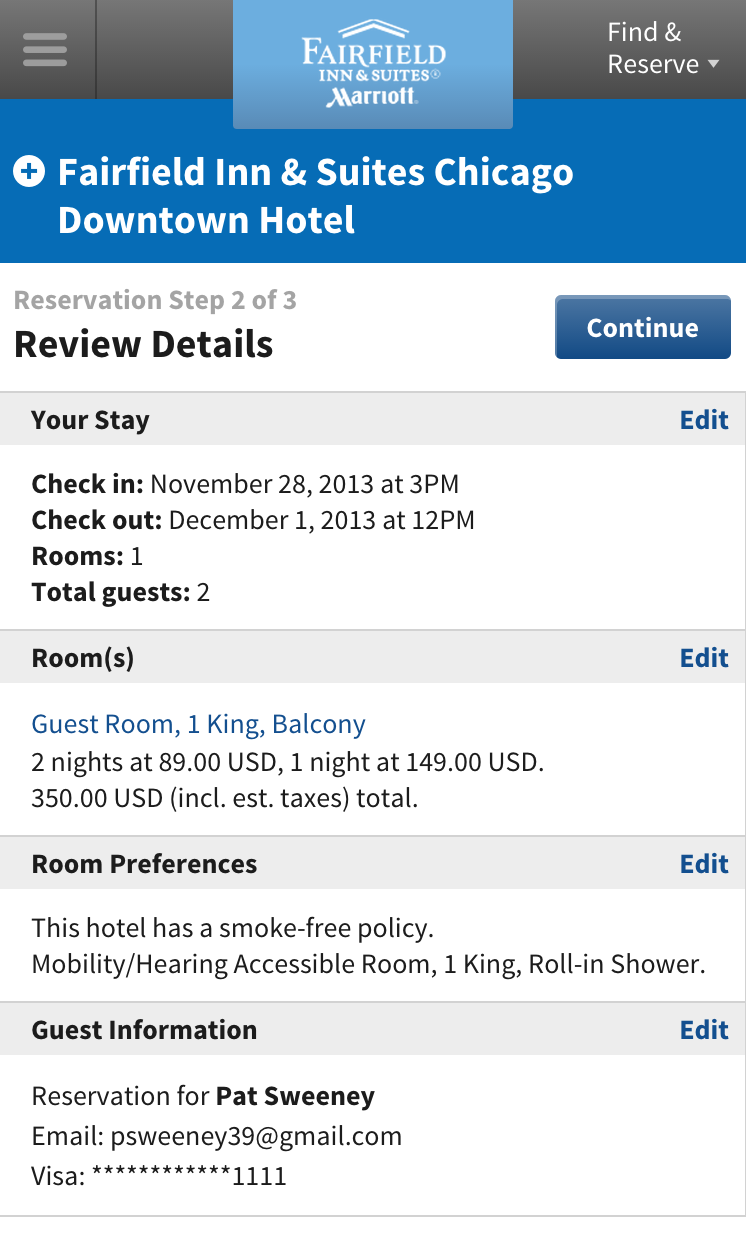 FAIRFIELD
INN & SUITES®
Marriott.
Find &
Reserve
Fairfield Inn & Suites Chicago
Downtown Hotel
Reservation Step 2 of 3
Review Details
Continue
Your Stay
Edit
Check in: November 28, 2013 at 3PM
Check out: December 1, 2013 at 12PM
Rooms: 1
Total guests: 2
Room(s)
Edit
Guest Room, 1 King, Balcony
2 nights at 89.00 USD, 1 night at 149.00 USD.
350.00 USD (incl. est. taxes) total.
Room Preferences
Edit
This hotel has a smoke-free policy.
Mobility/Hearing Accessible Room, 1 King, Roll-in Shower.
Guest Information
Edit
Reservation for Pat Sweeney
Email: psweeney39@gmail.com
Visa: ************1111